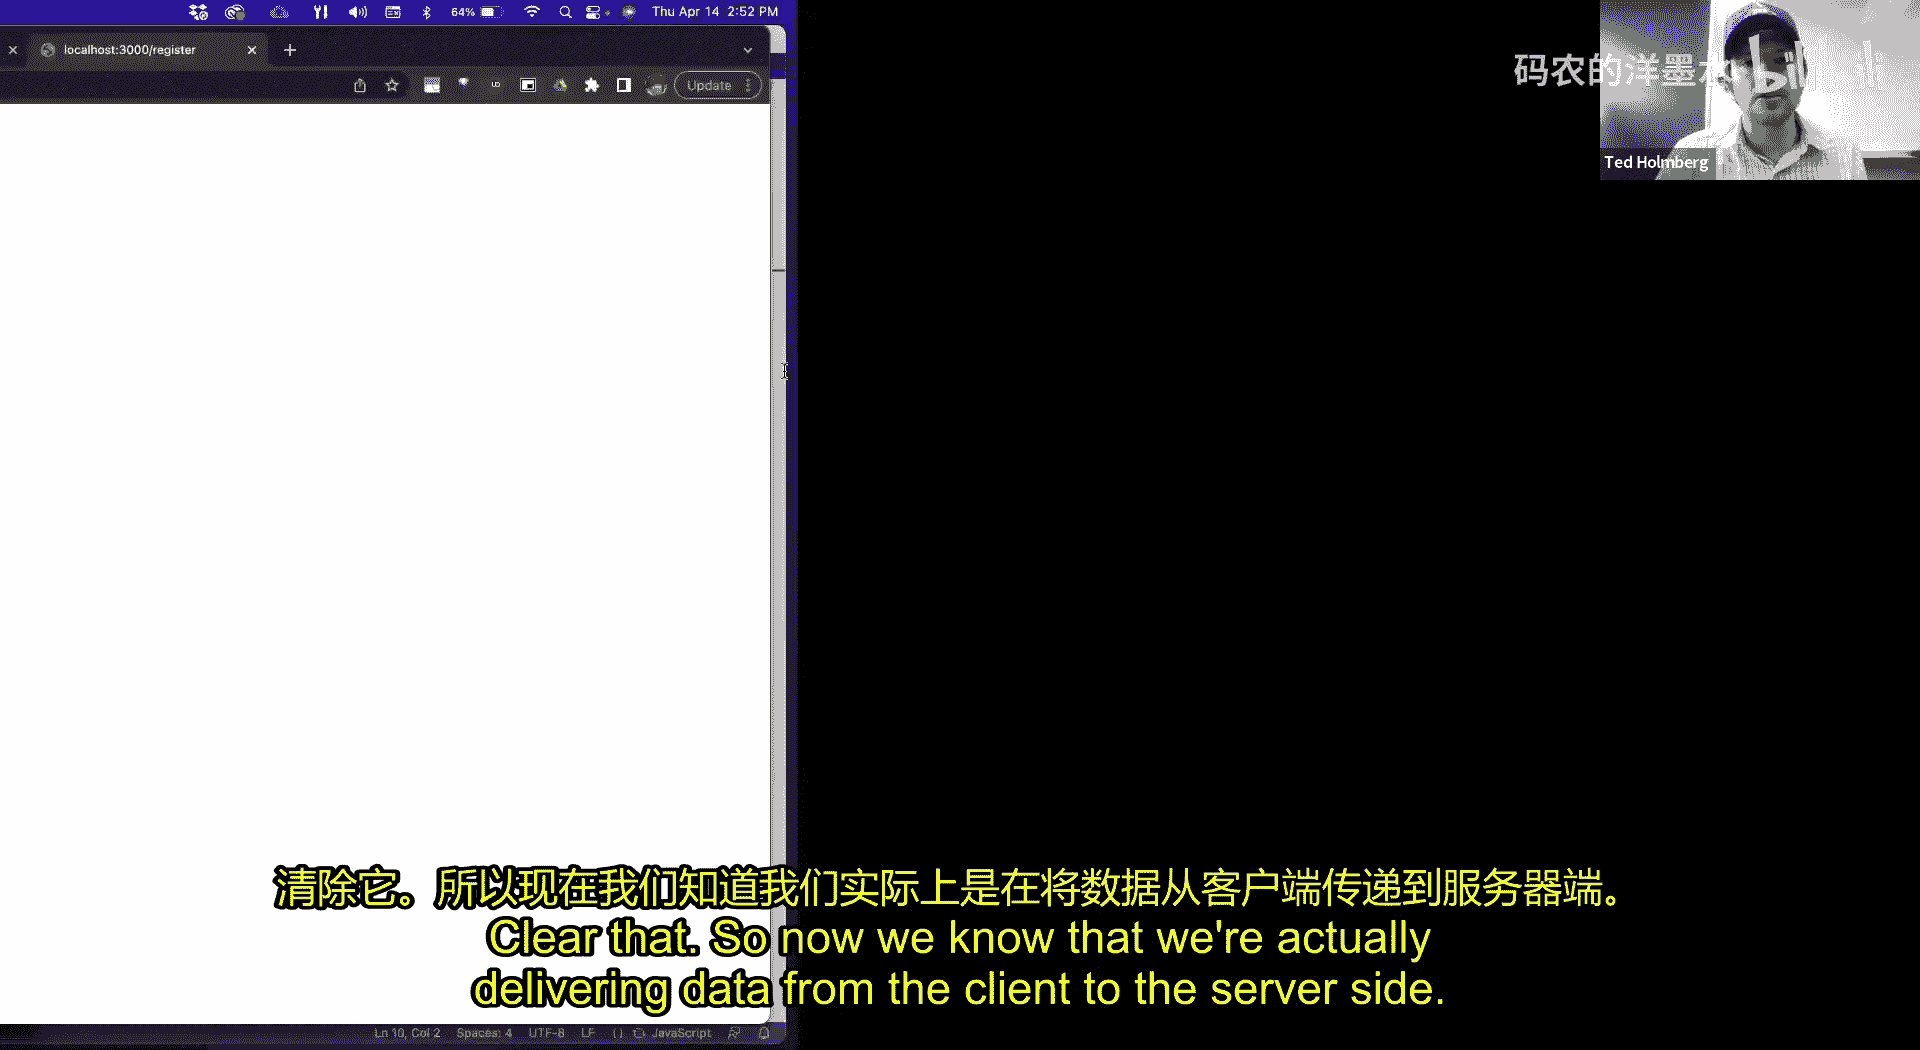 64%
Thu Apr 14 2:52 PM
localhost:3000/register
Update
码农的洋墨
Ted Holmberg
清除它。所以现在我们知道我们实际上是在将数据从客户端传递到服务器端。
Clear that. So now we know that we're actually
delivering data from the client to the server side.
Ln 10, Col 2 Spaces: 4 UTF-8 LF {} JavaScript